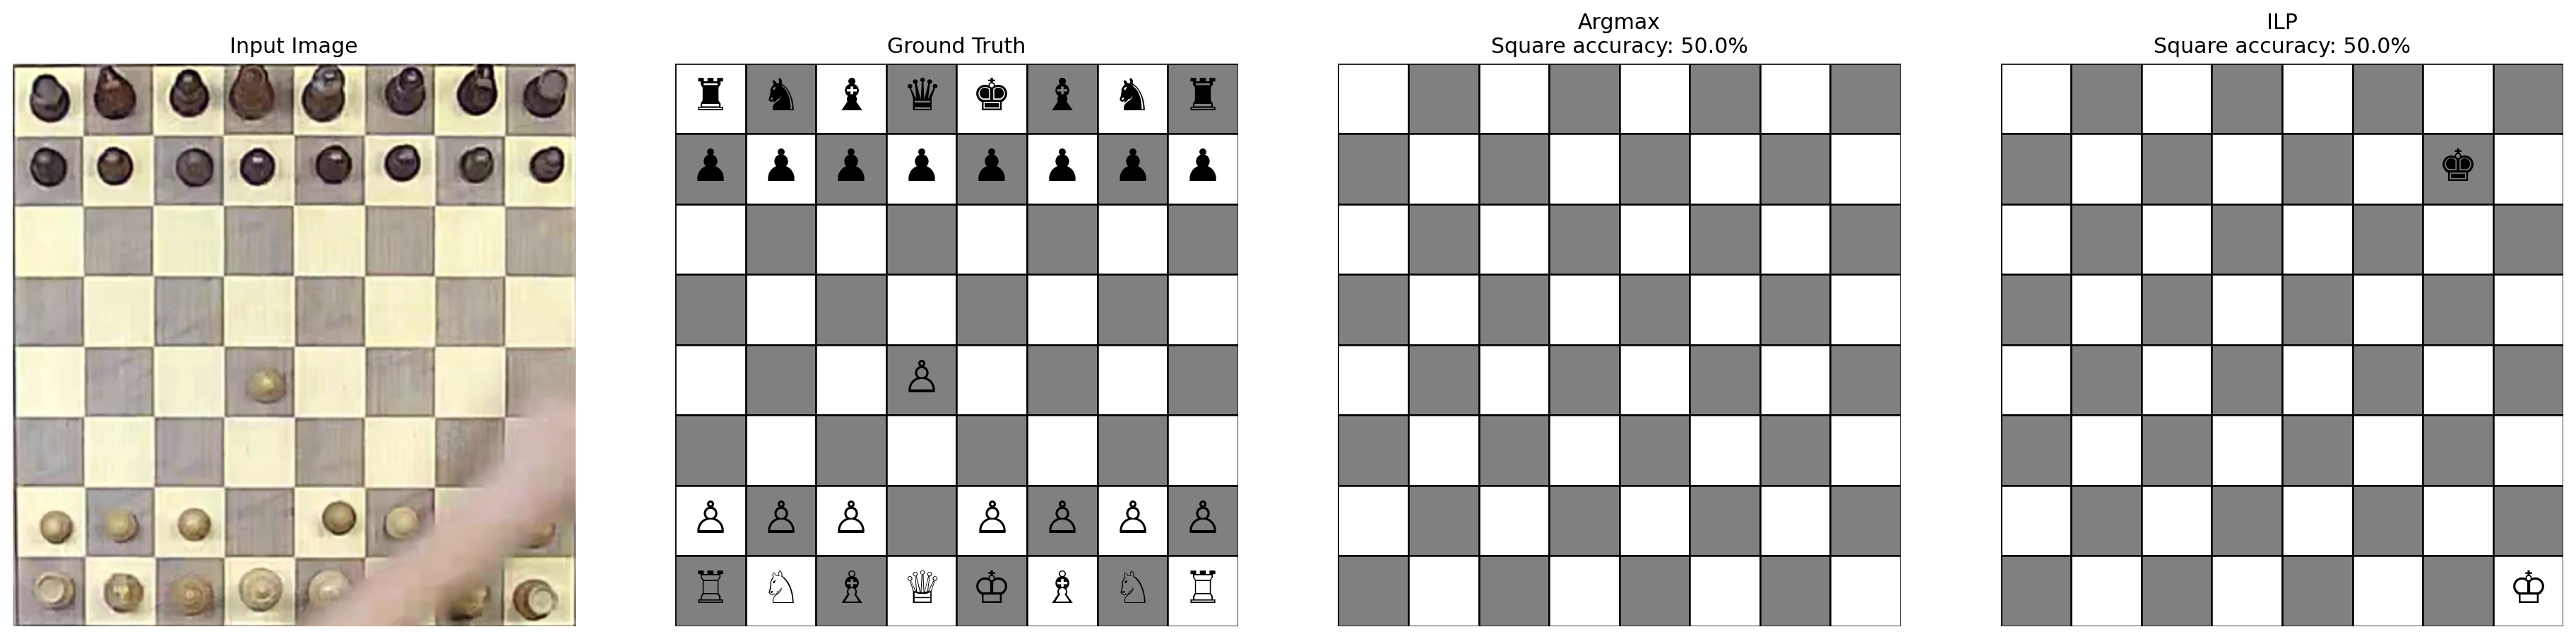 Input Image
Ground Truth
Argmax
Square accuracy: 50.0%
ILP
Square accuracy: 50.0%